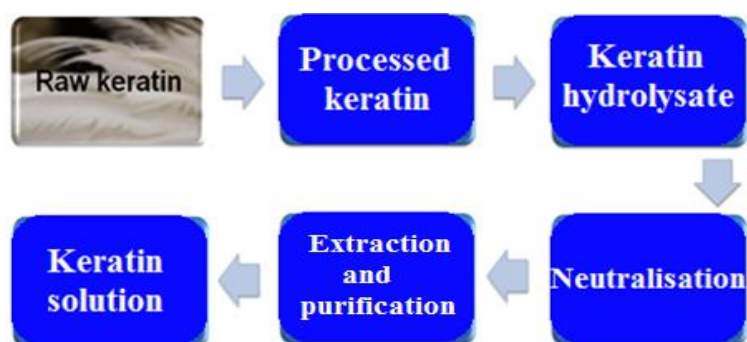 Raw keratin
Processed
keratin
Keratin
hydrolysate
Neutralisation
Extraction
and
purification
Keratin
solution